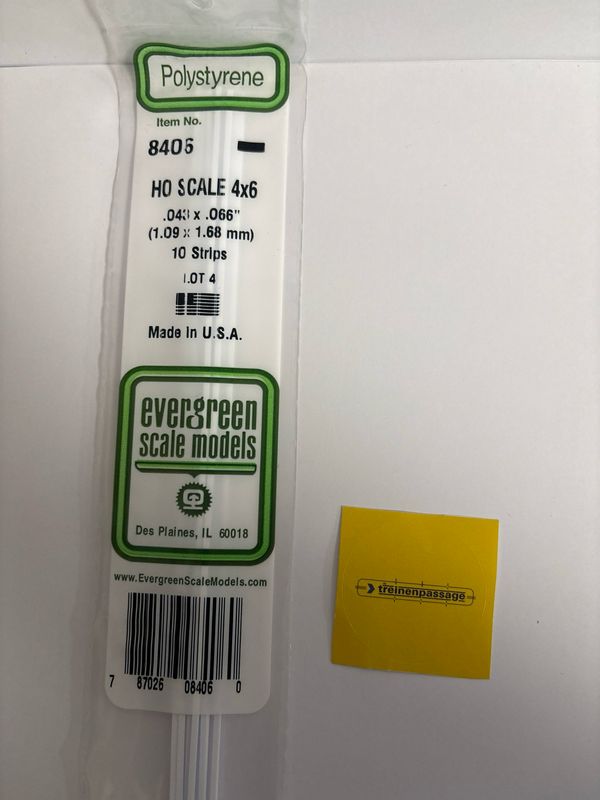 Polystyrene
Item No.
8406
HO SCALE 4x6
.043 x .066"
(1.09 x 1.68 mm)
10 Strips
LOT 4
Made In U.S.A.
evergreen
scale models
Des Plaines, IL 60018
www.EvergreenScaleModels.com
7 87026 08406 0
treinenpassage